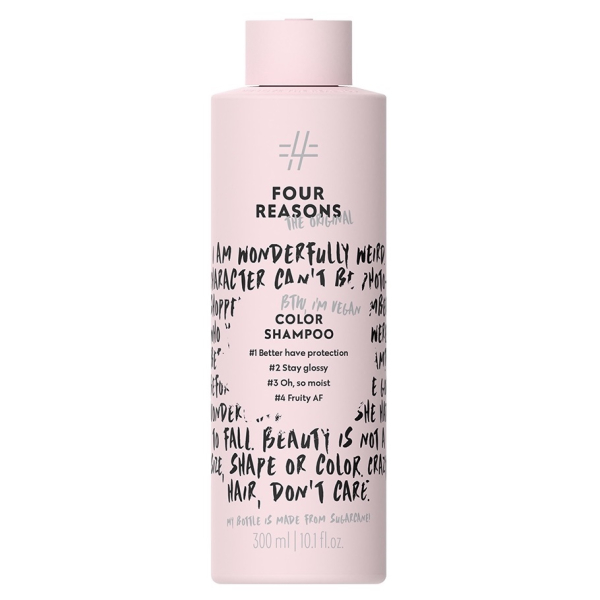 FOUR
REASONS
THE ORIGINAL
I AM WONDERFULLY WEIRD
CAN'T BE PHOTO-
BTW, I'M VEGAN
COLOR
SHAMPOO
#1 Better have protection
#2 Stay glossy
#3 Oh, so moist
#4 Fruity AF
TO FALL. BEAUTY IS NOT A
SIZE, SHAPE OR COLOR. CRAZY
HAIR, DON'T CARE.
MY BOTTLE IS MADE FROM SUGARCANE!
300 ml | 10.1 fl.oz.